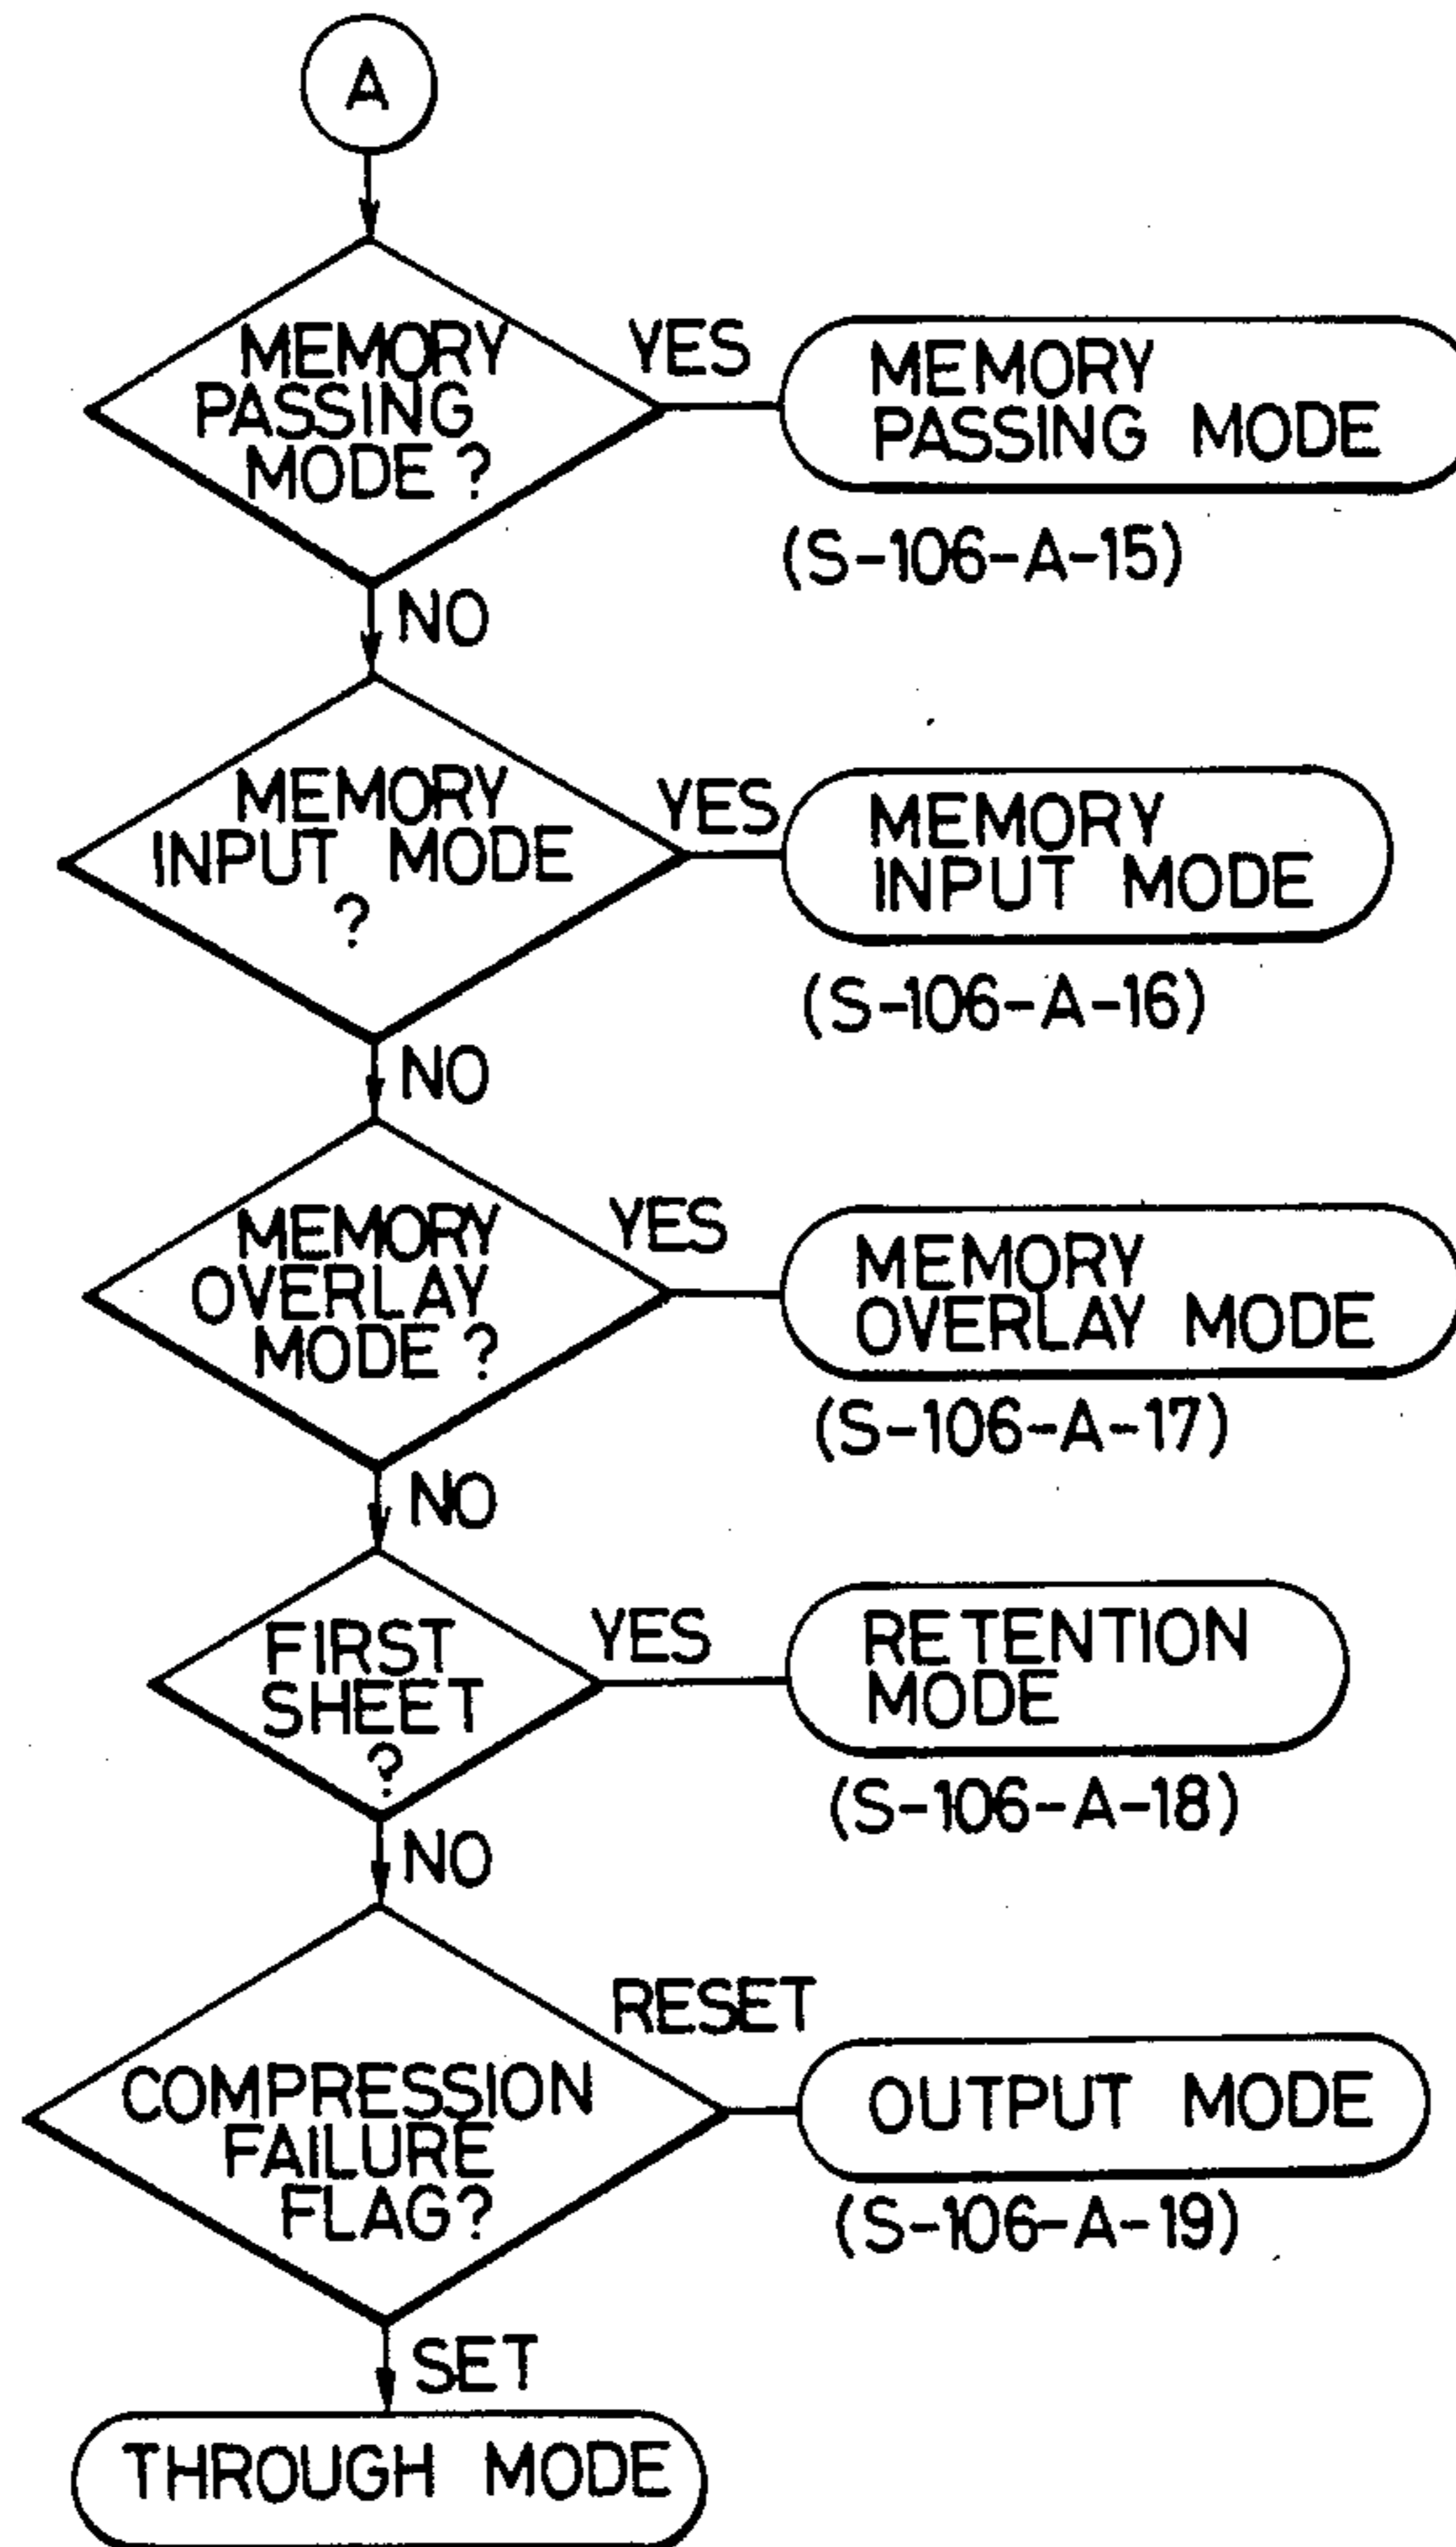 A
MEMORY
PASSING
MODE?
YES
MEMORY
PASSING MODE
(S-106-A-15)
NO
MEMORY
INPUT MODE
?
YES
MEMORY
INPUT MODE
(S-106-A-16)
NO
MEMORY
OVERLAY
MODE?
YES
MEMORY
OVERLAY MODE
(S-106-A-17)
NO
FIRST
SHEET
?
YES
RETENTION
MODE
(S-106-A-18)
NO
COMPRESSION
FAILURE
FLAG?
RESET
OUTPUT MODE
(S-106-A-19)
SET
THROUGH MODE